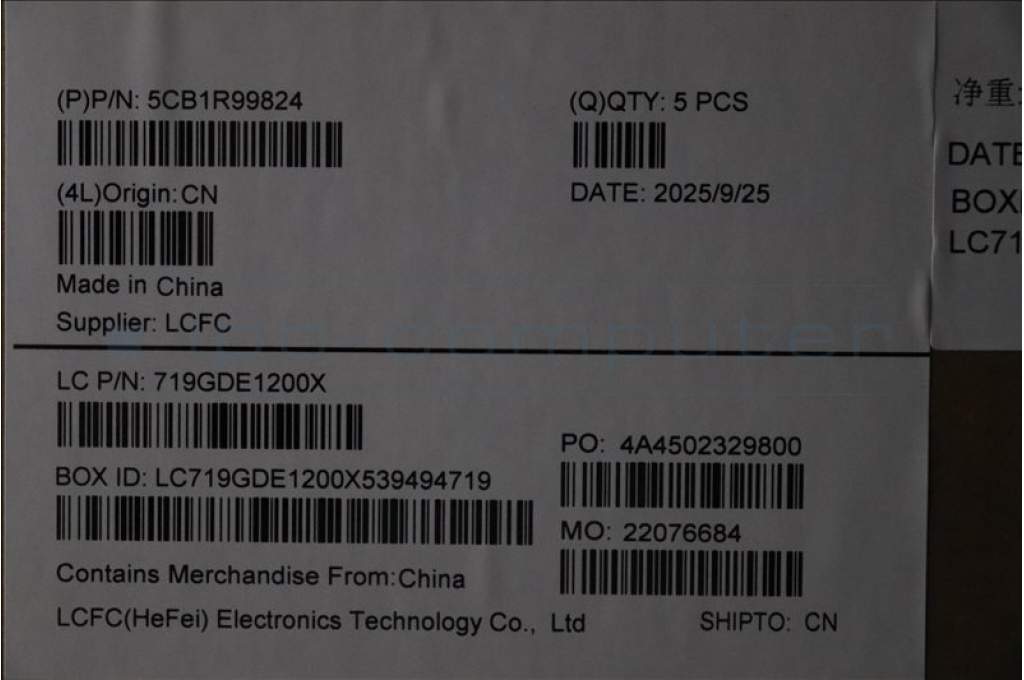 (P)P/N: 5CB1R99824
(Q)QTY: 5 PCS
(4L)Origin:CN
DATE: 2025/9/25
Made in China
Supplier: LCFC
LC P/N: 719GDE1200X
PO: 4A4502329800
BOX ID: LC719GDE1200X539494719
MO: 22076684
Contains Merchandise From:China
LCFC(HeFei) Electronics Technology Co., Ltd
SHIPTO: CN
净重:
DATE
BOX
LC71
computer